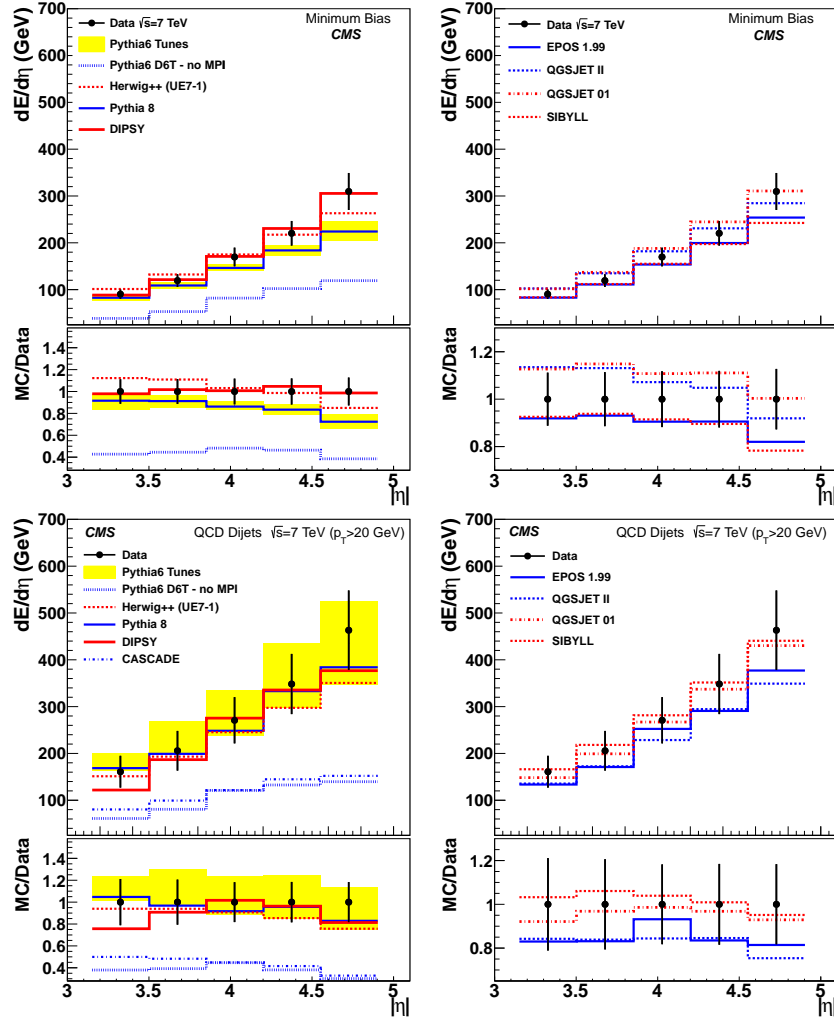 dE/dη (GeV)
700
600
500
400
300
200
100
Minimum Bias
CMS
Data √s=7 TeV
Pythia6 Tunes
Pythia6 D6T - no MPI
Herwig++ (UE7-1)
Pythia 8
DIPSY
MC/Data
1.4
1.2
1
0.8
0.6
0.4
3 3.5 4 4.5 5
|η|
dE/dη (GeV)
700
600
500
400
300
200
100
Minimum Bias
CMS
Data √s=7 TeV
EPOS 1.99
QGSJET II
QGSJET 01
SIBYLL
MC/Data
1.2
1
0.8
3 3.5 4 4.5 5
|η|
dE/dη (GeV)
700
600
500
400
300
200
100
CMS QCD Dijets √s=7 TeV (p_T>20 GeV)
Data
Pythia6 Tunes
Pythia6 D6T - no MPI
Herwig++ (UE7-1)
Pythia 8
DIPSY
CASCADE
MC/Data
1.4
1.2
1
0.8
0.6
0.4
3 3.5 4 4.5 5
|η|
dE/dη (GeV)
700
600
500
400
300
200
100
CMS QCD Dijets √s=7 TeV (p_T>20 GeV)
Data
EPOS 1.99
QGSJET II
QGSJET 01
SIBYLL
MC/Data
1.2
1
0.8
3 3.5 4 4.5 5
|η|